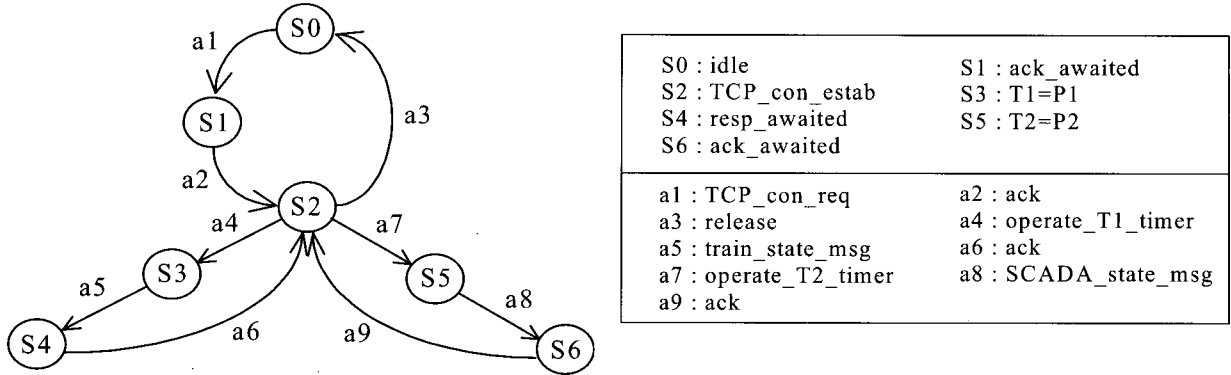 S0
a1
S1
a3
a2
S2
a4
a7
S3
S5
a5
a8
a6
a9
S4
S6
S0 : idle
S1 : ack_awaited
S2 : TCP_con_estab
S3 : T1=P1
S4 : resp_awaited
S5 : T2=P2
S6 : ack_awaited
a1 : TCP_con_req
a2 : ack
a3 : release
a4 : operate_T1_timer
a5 : train_state_msg
a6 : ack
a7 : operate_T2_timer
a8 : SCADA_state_msg
a9 : ack